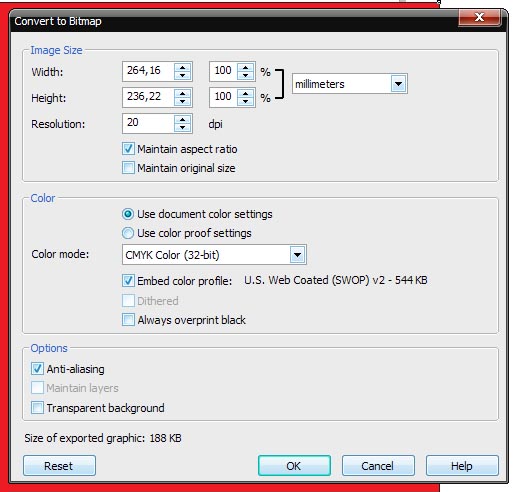 Convert to Bitmap
Image Size
Width: 264,16 100 % millimeters
Height: 236,22 100 %
Resolution: 20 dpi
Maintain aspect ratio
Maintain original size
Color
Use document color settings
Use color proof settings
Color mode: CMYK Color (32-bit)
Embed color profile: U.S. Web Coated (SWOP) v2 - 544 KB
Dithered
Always overprint black
Options
Anti-aliasing
Maintain layers
Transparent background
Size of exported graphic: 188 KB
Reset OK Cancel Help